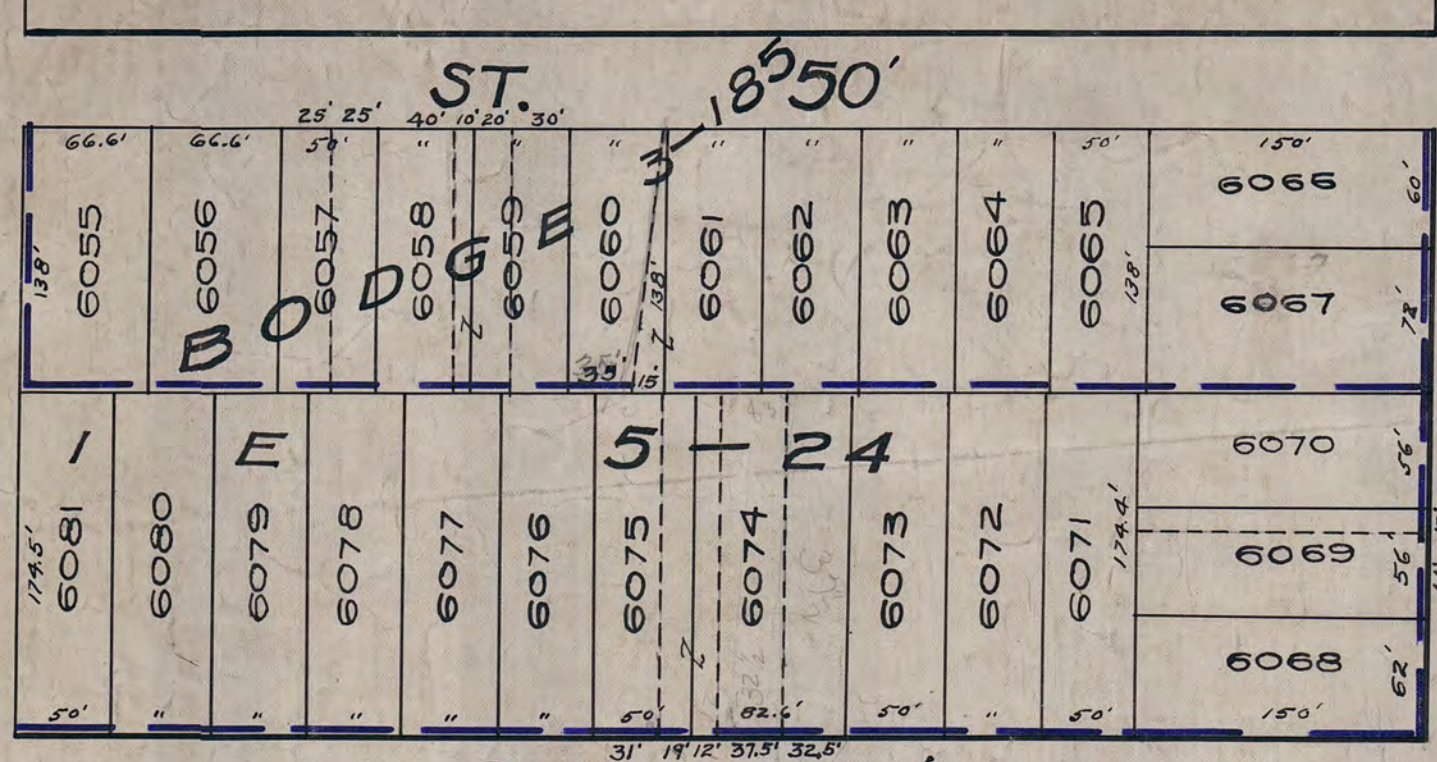 ST. 3-18⁵50'
25' 25' 40' 10' 20' 30'
66.6' 66.6' 50' " " " " " " " 50' 150'
6055 6056 6057 6058 6059 6060 6061 6062 6063 6064 6065 6066 60'
138' 138' 138' 6067 78'
BODGE
35' 15'
1 E 5-24
6081 6080 6079 6078 6077 6076 6075 6074 6073 6072 6071 6070 56'
174.5' 174.4' 6069 56'
6068 62'
50' " " " " " 50' 82.6' 50' " 50' 150'
31' 19' 12' 37.5' 32.5'